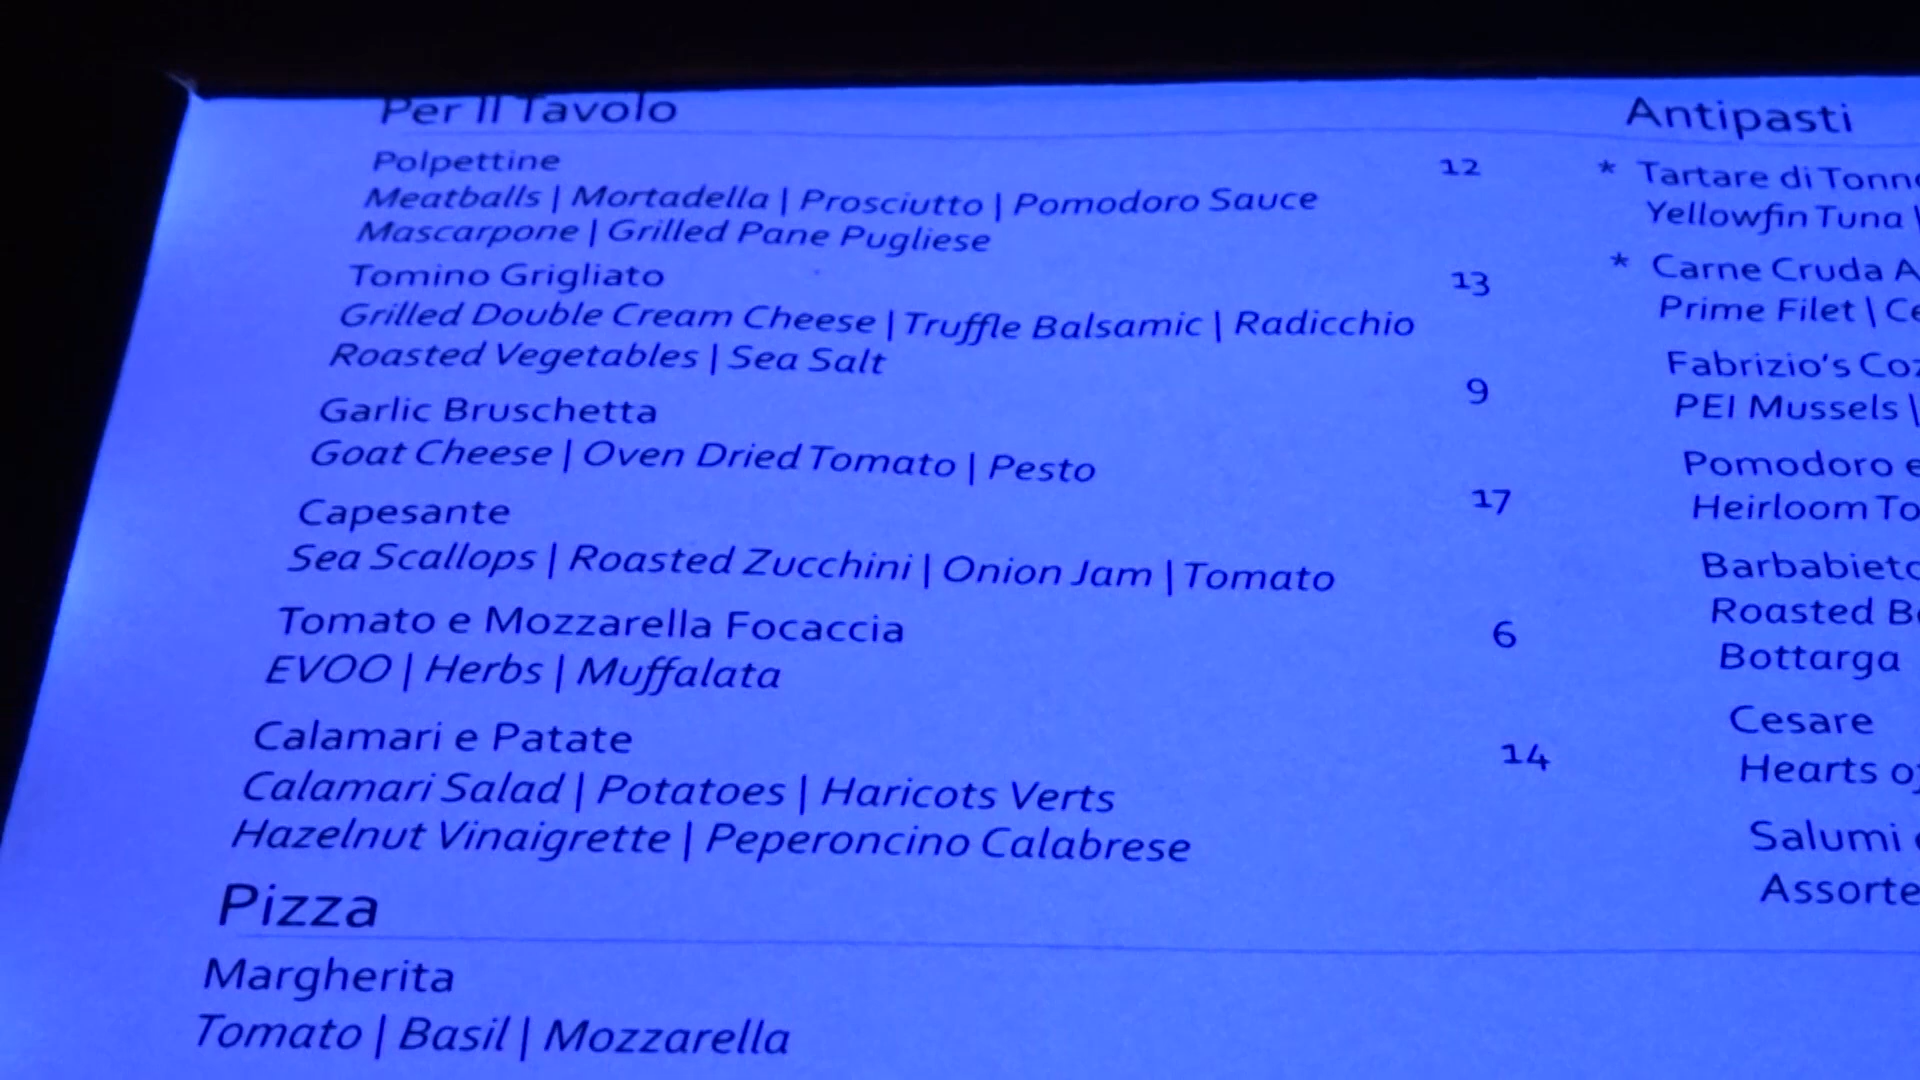 Per Il Tavolo
Polpettine 12
Meatballs | Mortadella | Prosciutto | Pomodoro Sauce
Mascarpone | Grilled Pane Pugliese
Tomino Grigliato 13
Grilled Double Cream Cheese | Truffle Balsamic | Radicchio
Roasted Vegetables | Sea Salt
Garlic Bruschetta 9
Goat Cheese | Oven Dried Tomato | Pesto
Capesante 17
Sea Scallops | Roasted Zucchini | Onion Jam | Tomato
Tomato e Mozzarella Focaccia 6
EVOO | Herbs | Muffalata
Calamari e Patate 14
Calamari Salad | Potatoes | Haricots Verts
Hazelnut Vinaigrette | Peperoncino Calabrese
Pizza
Margherita
Tomato | Basil | Mozzarella
Antipasti
* Tartare di
Yellowfin Tuna |
* Carne Cruda
Prime Filet |
Fabrizio's
PEI Mussels |
Pomodoro e
Heirloom
Roasted
Bottarga
Cesare
Hearts
Salumi